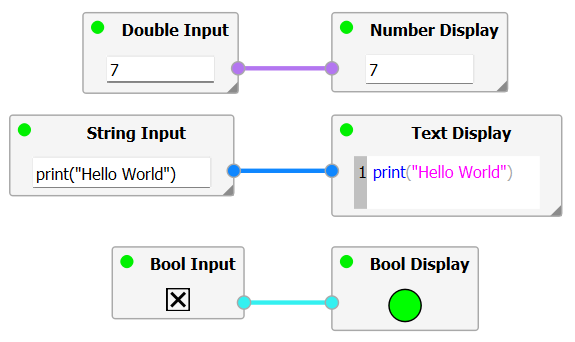 Double Input
Number Display
7
7
String Input
Text Display
print("Hello World")
1 print("Hello World")
Bool Input
Bool Display